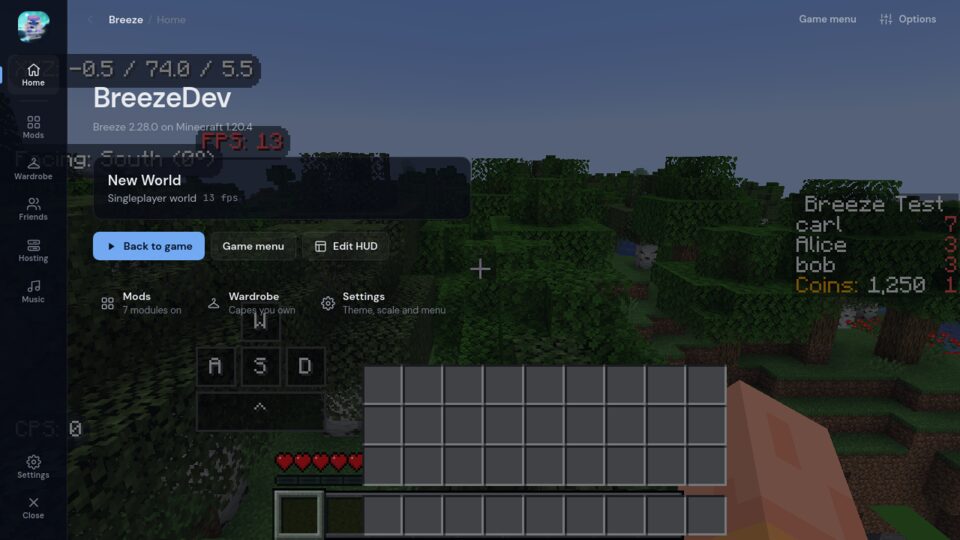 Breeze / Home
Game menu
Options
XYZ: -0.5 / 74.0 / 5.5
Home
BreezeDev
Breeze 2.28.0 on Minecraft 1.20.4
Mods
FPS: 13
Facing: South (0°)
Wardrobe
New World
Singleplayer world 13 fps
Friends
Breeze Test
carl 7
Alice 3
bob 3
Coins: 1,250 1
Hosting
Back to game
Game menu
Edit HUD
Music
Mods
7 modules on
Wardrobe
Capes you own
Settings
Theme, scale and menu
W
A S D
^
CPS: 0
Settings
Close